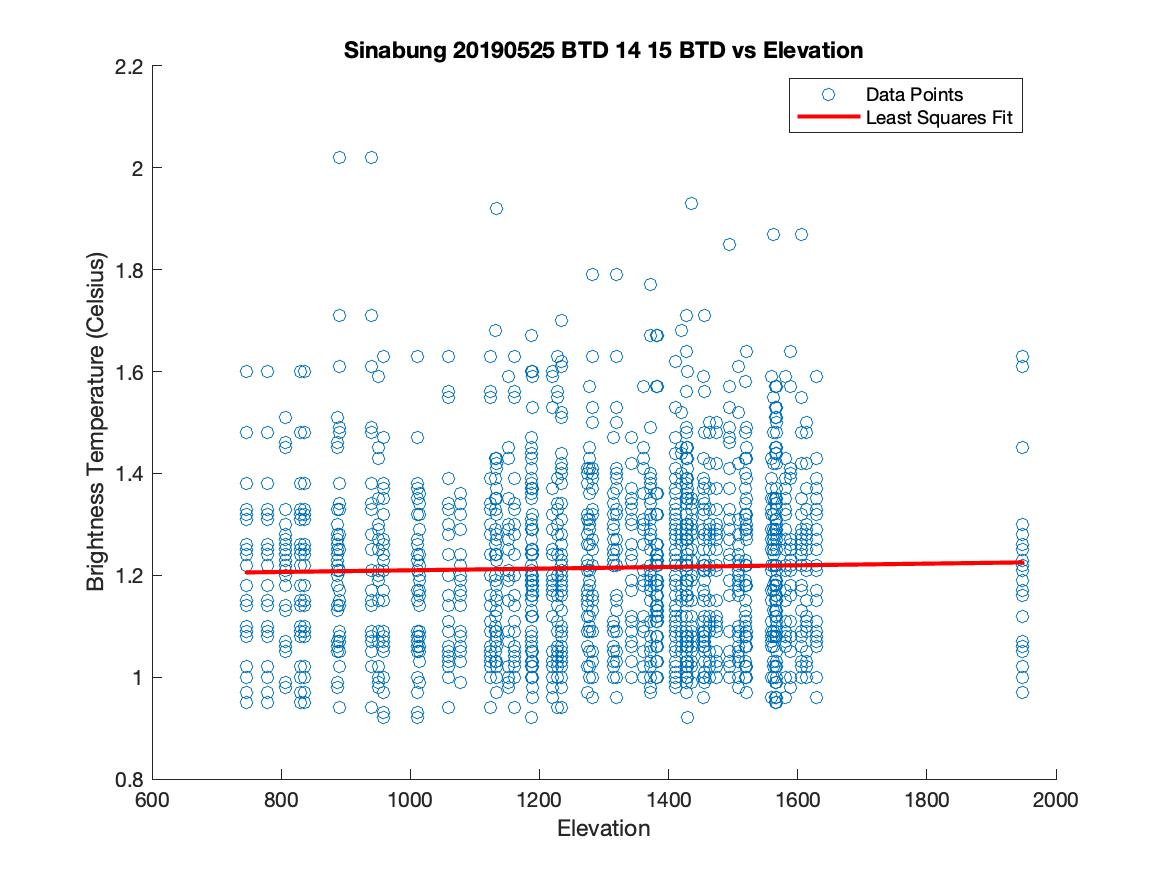 Sinabung 20190525 BTD 14 15 BTD vs Elevation
Data Points
Least Squares Fit
Brightness Temperature (Celsius)
2.2
2
1.8
1.6
1.4
1.2
1
0.8
600 800 1000 1200 1400 1600 1800 2000
Elevation